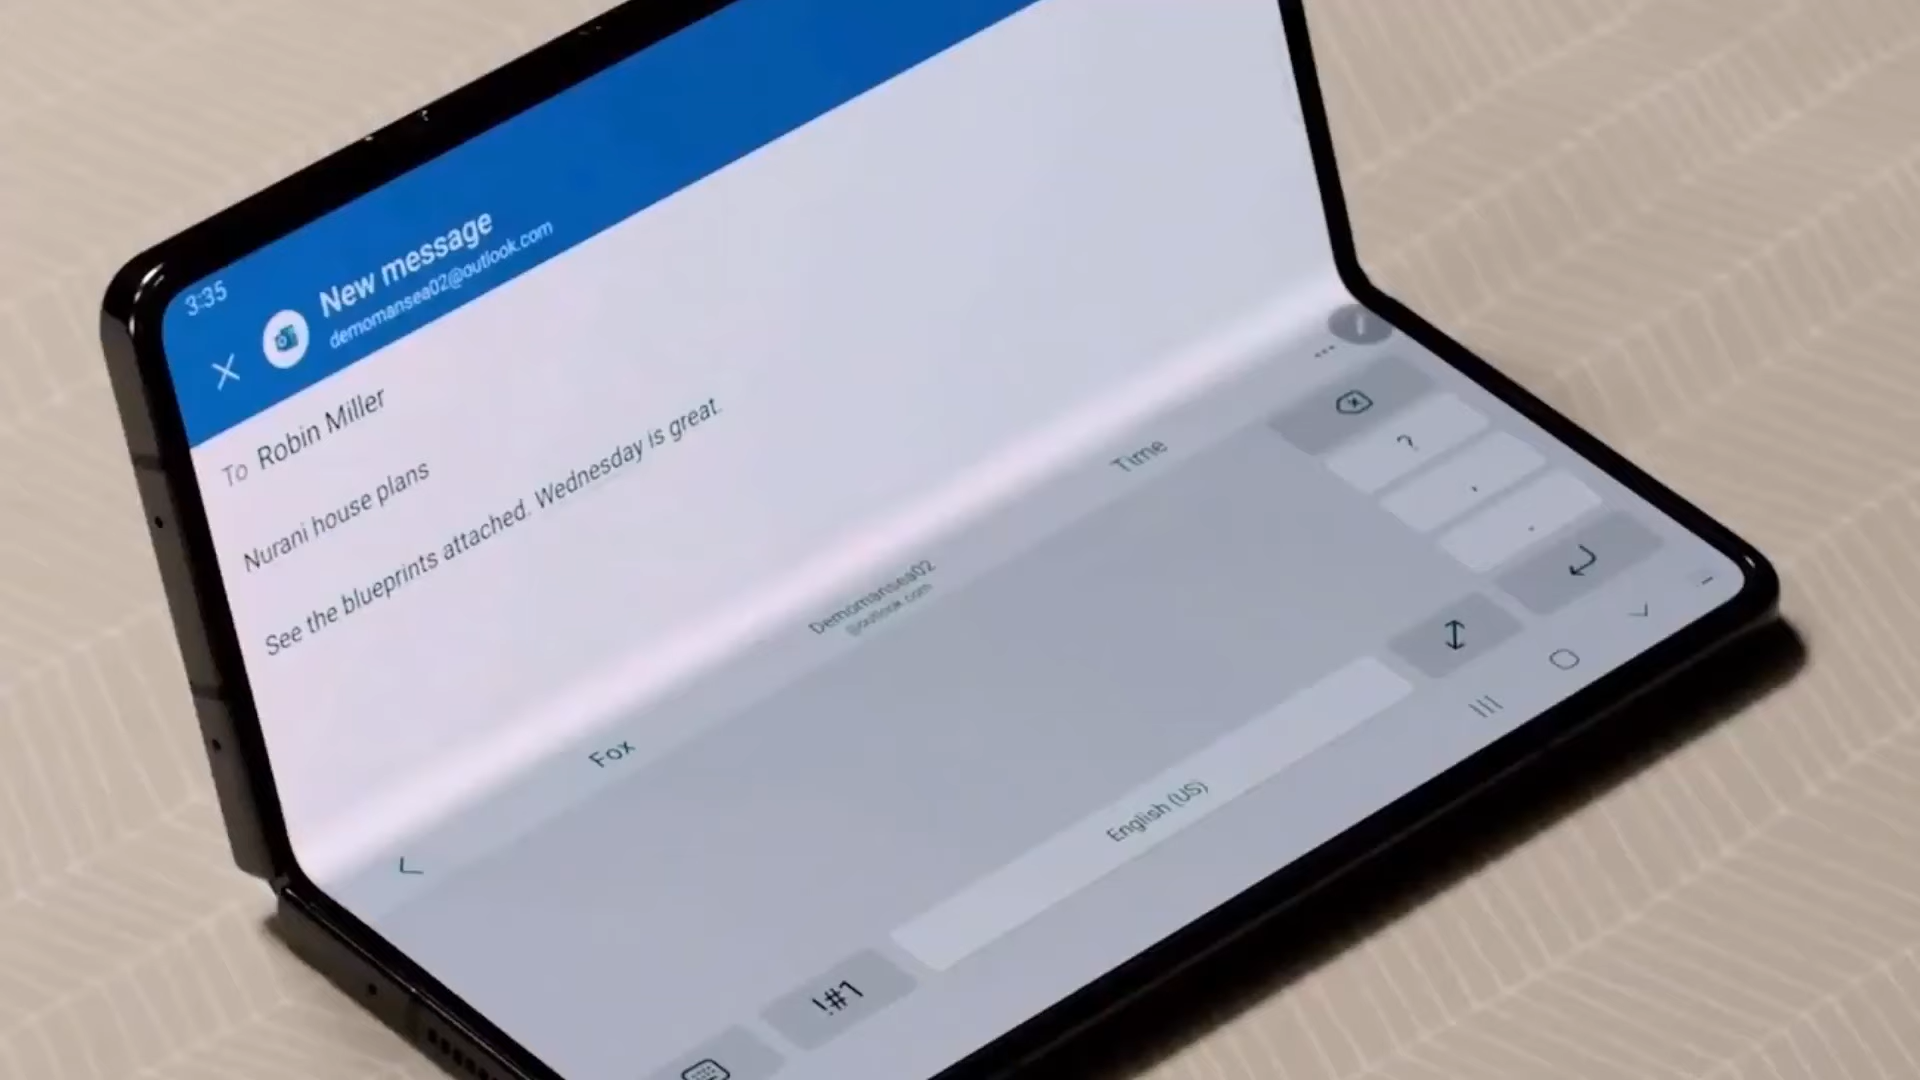 3:35
New message
demomansea02@outlook.com
To Robin Miller
Nurani house plans
See the blueprints attached. Wednesday is great.
Fox
Demomansea02
@outlook.com
Time
?
,
.
English (US)
!#1